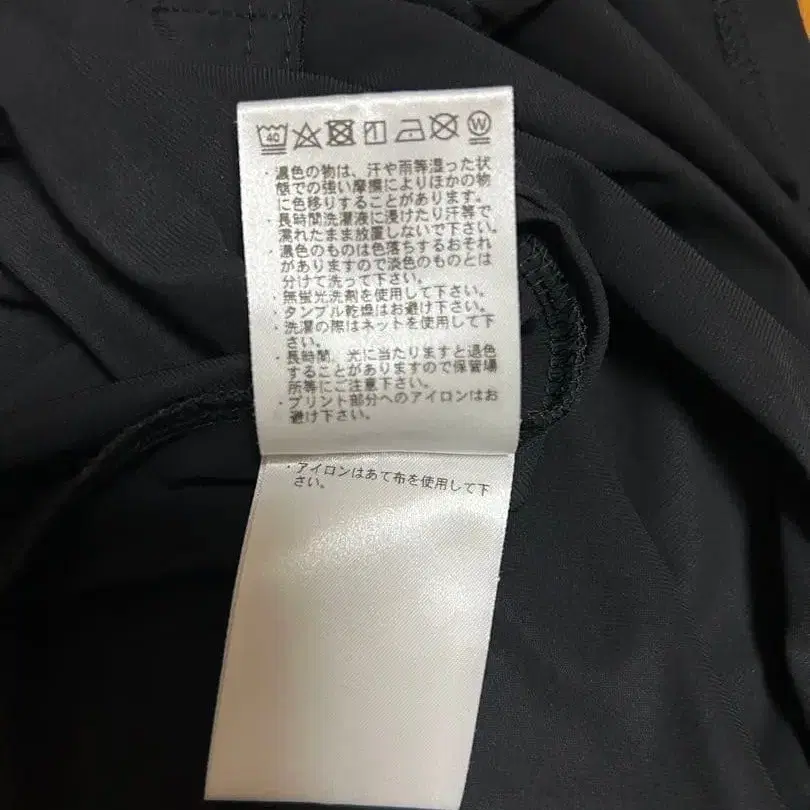 40 W
・濃色の物は、汗や雨等湿った状
態での強い摩擦によりほかの物
に色移りすることがあります。
・長時間洗濯液に浸けたり汗等で
濡れたまま放置しないで下さい。
・濃色のものは色落ちするおそれ
がありますので淡色のものとは
分けて洗って下さい。
・無蛍光洗剤を使用して下さい。
・タンブル乾燥はお避け下さい。
・洗濯の際はネットを使用して下
さい。
・長時間、光に当たりますと退色
することがありますので保管場
所等にご注意下さい。
・プリント部分へのアイロンはお
避け下さい。
・アイロンはあて布を使用して下
さい。